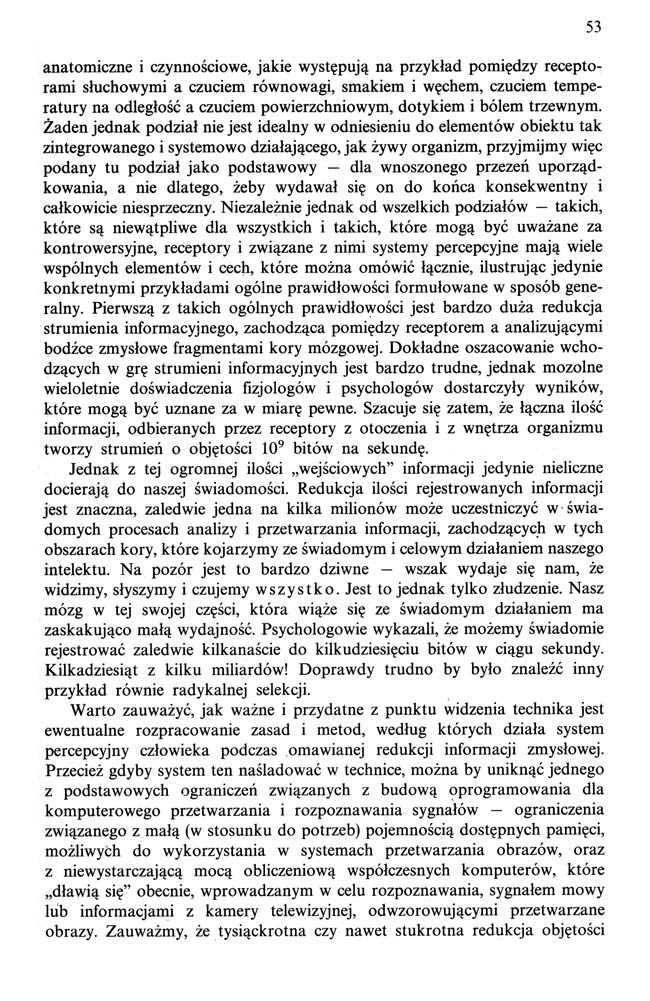 53
anatomiczne i czynnościowe, jakie występują na przykład pomiędzy recepto-
rami słuchowymi a czuciem równowagi, smakiem i węchem, czuciem tempe-
ratury na odległość a czuciem powierzchniowym, dotykiem i bólem trzewnym.
Żaden jednak podział nie jest idealny w odniesieniu do elementów obiektu tak
zintegrowanego i systemowo działającego, jak żywy organizm, przyjmijmy więc
podany tu podział jako podstawowy — dla wnoszonego przezeń uporząd-
kowania, a nie dlatego, żeby wydawał się on do końca konsekwentny i
całkowicie niesprzeczny. Niezależnie jednak od wszelkich podziałów — takich,
które są niewątpliwe dla wszystkich i takich, które mogą być uważane za
kontrowersyjne, receptory i związane z nimi systemy percepcyjne mają wiele
wspólnych elementów i cech, które można omówić łącznie, ilustrując jedynie
konkretnymi przykładami ogólne prawidłowości formułowane w sposób gene-
ralny. Pierwszą z takich ogólnych prawidłowości jest bardzo duża redukcja
strumienia informacyjnego, zachodząca pomiędzy receptorem a analizującymi
bodźce zmysłowe fragmentami kory mózgowej. Dokładne oszacowanie wcho-
dzących w grę strumieni informacyjnych jest bardzo trudne, jednak mozolne
wieloletnie doświadczenia fizjologów i psychologów dostarczyły wyników,
które mogą być uznane za w miarę pewne. Szacuje się zatem, że łączna ilość
informacji, odbieranych przez receptory z otoczenia i z wnętrza organizmu
tworzy strumień o objętości 10⁹ bitów na sekundę.
Jednak z tej ogromnej ilości „wejściowych” informacji jedynie nieliczne
docierają do naszej świadomości. Redukcja ilości rejestrowanych informacji
jest znaczna, zaledwie jedna na kilka milionów może uczestniczyć w świa-
domych procesach analizy i przetwarzania informacji, zachodzących w tych
obszarach kory, które kojarzymy ze świadomym i celowym działaniem naszego
intelektu. Na pozór jest to bardzo dziwne — wszak wydaje się nam, że
widzimy, słyszymy i czujemy wszystko. Jest to jednak tylko złudzenie. Nasz
mózg w tej swojej części, która wiąże się ze świadomym działaniem ma
zaskakująco małą wydajność. Psychologowie wykazali, że możemy świadomie
rejestrować zaledwie kilkanaście do kilkudziesięciu bitów w ciągu sekundy.
Kilkadziesiąt z kilku miliardów! Doprawdy trudno by było znaleźć inny
przykład równie radykalnej selekcji.
Warto zauważyć, jak ważne i przydatne z punktu widzenia technika jest
ewentualne rozpracowanie zasad i metod, według których działa system
percepcyjny człowieka podczas omawianej redukcji informacji zmysłowej.
Przecież gdyby system ten naśladować w technice, można by uniknąć jednego
z podstawowych ograniczeń związanych z budową oprogramowania dla
komputerowego przetwarzania i rozpoznawania sygnałów — ograniczenia
związanego z małą (w stosunku do potrzeb) pojemnością dostępnych pamięci,
możliwych do wykorzystania w systemach przetwarzania obrazów, oraz
z niewystarczającą mocą obliczeniową współczesnych komputerów, które
„dławią się” obecnie, wprowadzanym w celu rozpoznawania, sygnałem mowy
lub informacjami z kamery telewizyjnej, odwzorowującymi przetwarzane
obrazy. Zauważmy, że tysiąckrotna czy nawet stukrotna redukcja objętości